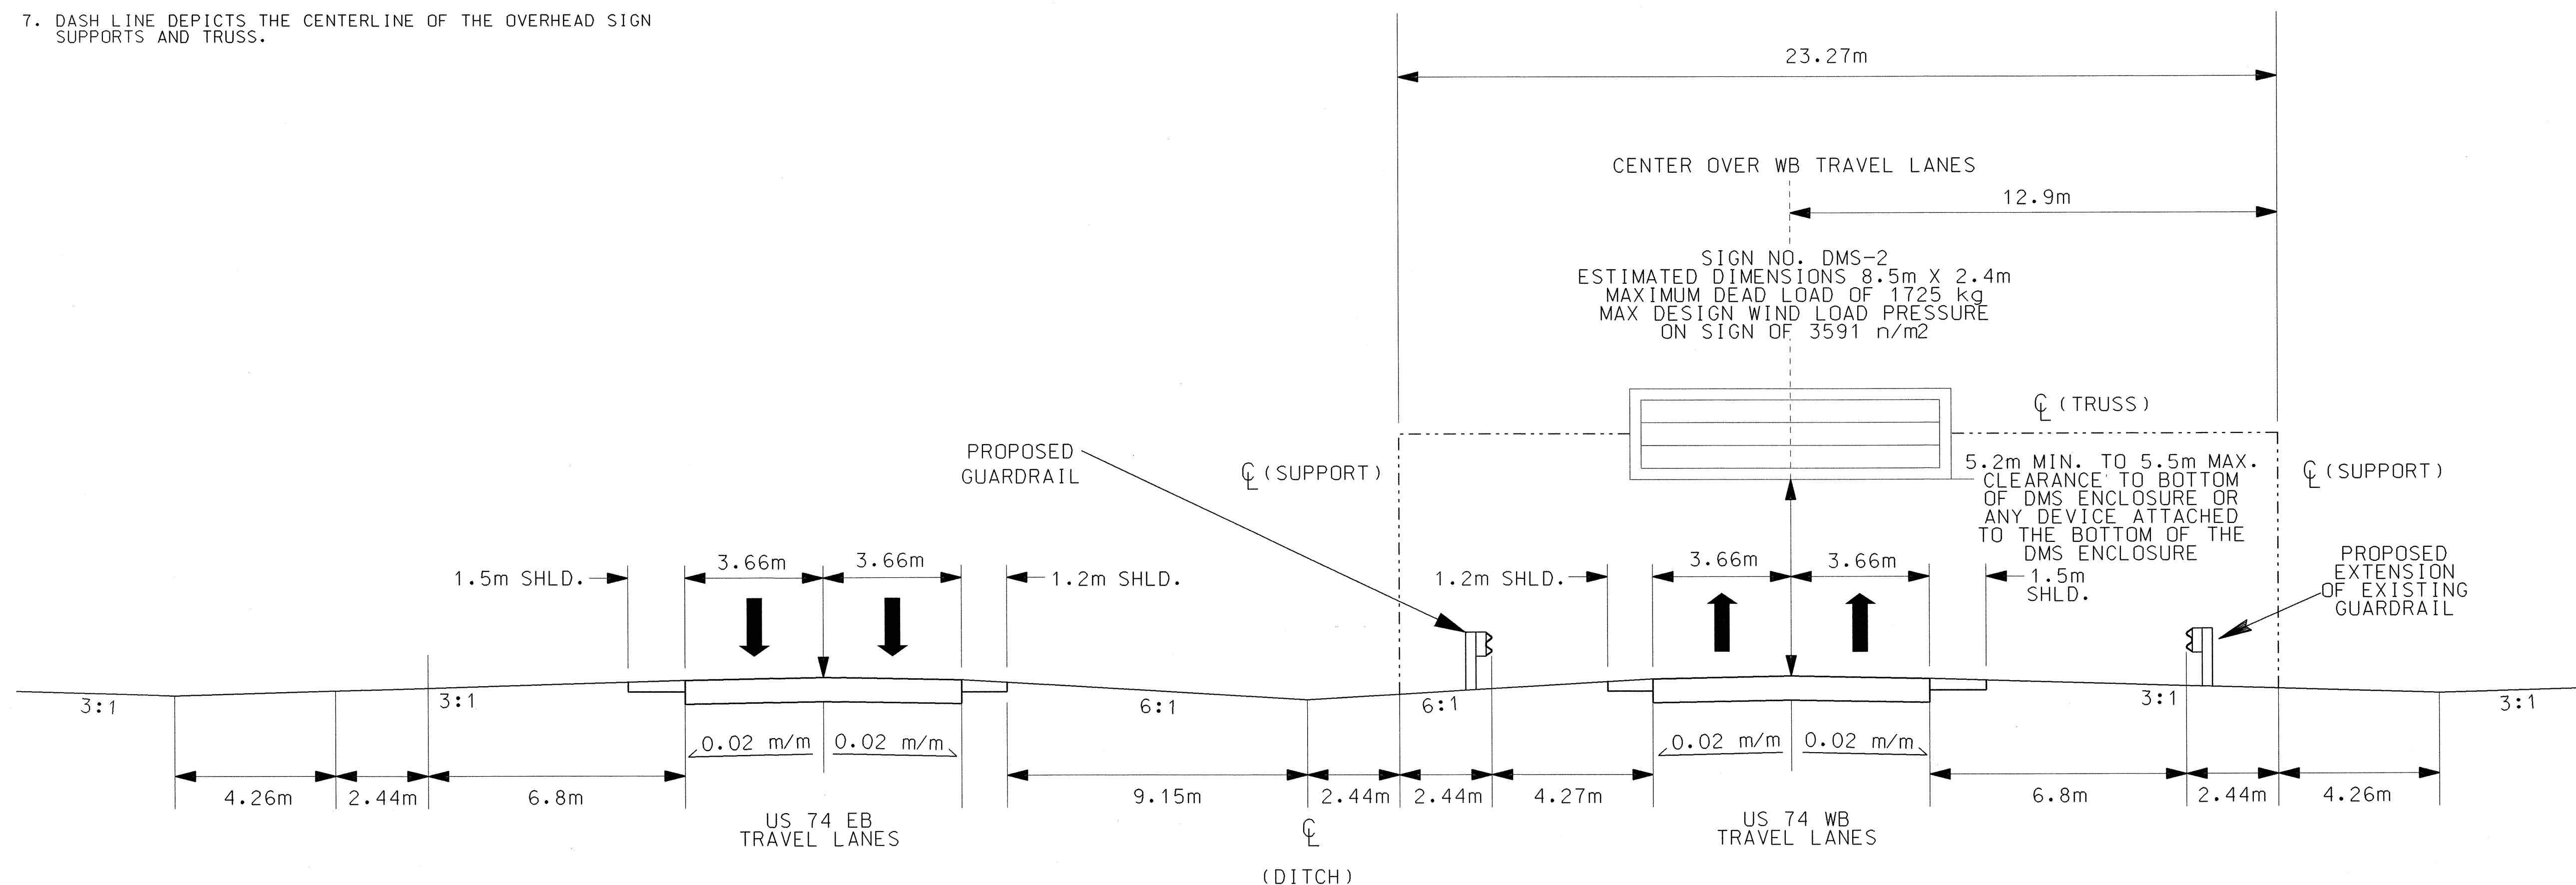 7. DASH LINE DEPICTS THE CENTERLINE OF THE OVERHEAD SIGN
SUPPORTS AND TRUSS.
23.27m
CENTER OVER WB TRAVEL LANES
12.9m
SIGN NO. DMS-2
ESTIMATED DIMENSIONS 8.5m X 2.4m
MAXIMUM DEAD LOAD OF 1725 kg
MAX DESIGN WIND LOAD PRESSURE
ON SIGN OF 3591 n/m2
℄ (TRUSS)
PROPOSED
GUARDRAIL
℄ (SUPPORT)
5.2m MIN. TO 5.5m MAX.
CLEARANCE TO BOTTOM
OF DMS ENCLOSURE OR
ANY DEVICE ATTACHED
TO THE BOTTOM OF THE
DMS ENCLOSURE
℄ (SUPPORT)
PROPOSED
EXTENSION
OF EXISTING
GUARDRAIL
1.5m SHLD.
3.66m
3.66m
1.2m SHLD.
1.2m SHLD.
3.66m
3.66m
1.5m
SHLD.
3:1
3:1
6:1
6:1
3:1
3:1
0.02 m/m
0.02 m/m
0.02 m/m
0.02 m/m
4.26m
2.44m
6.8m
9.15m
2.44m
2.44m
4.27m
6.8m
2.44m
4.26m
US 74 EB
TRAVEL LANES
℄
(DITCH)
US 74 WB
TRAVEL LANES